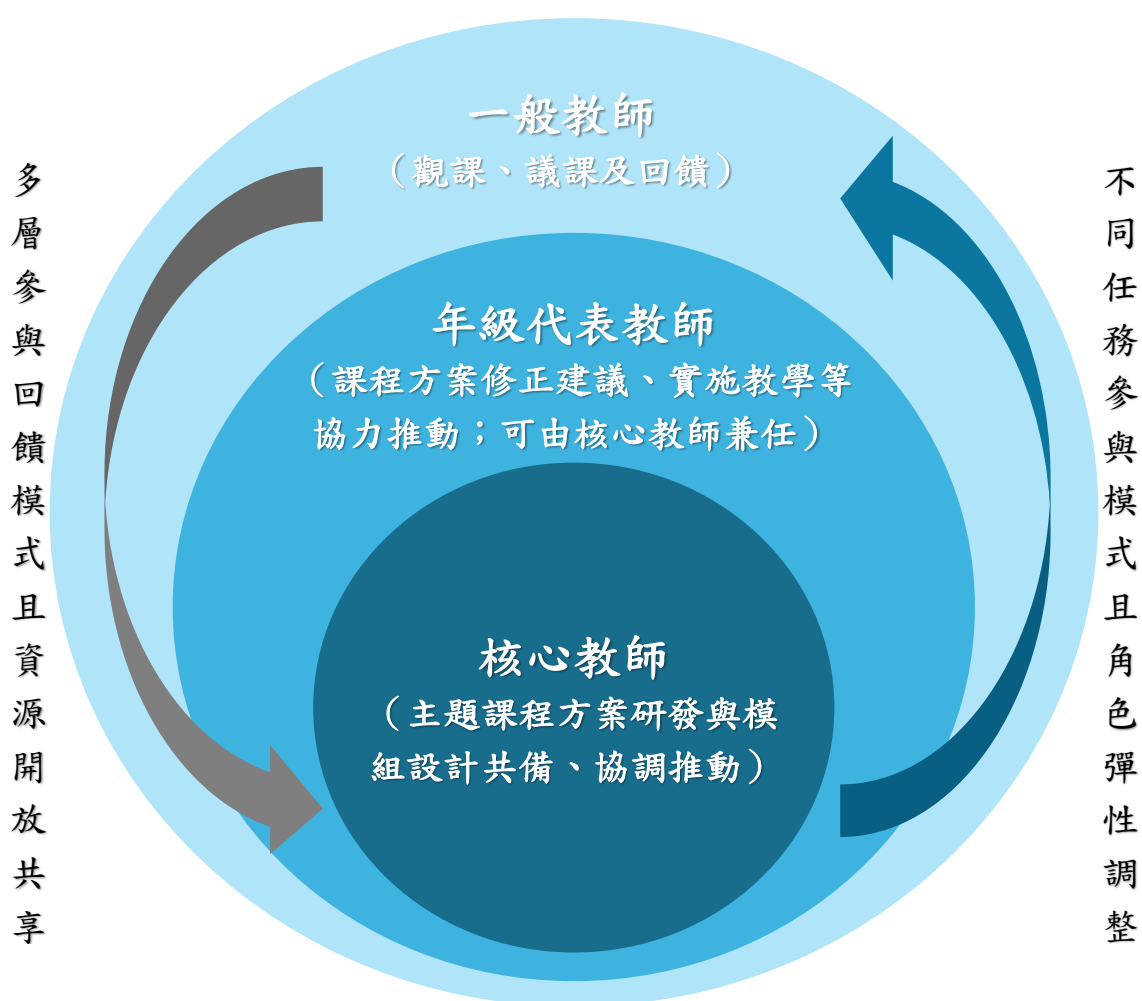 一般教師
（觀課、議課及回饋）
年級代表教師
（課程方案修正建議、實施教學等
協力推動；可由核心教師兼任）
核心教師
（主題課程方案研發與模
組設計共備、協調推動）
多層參與回饋模式且資源開放共享
不同任務參與模式且角色彈性調整